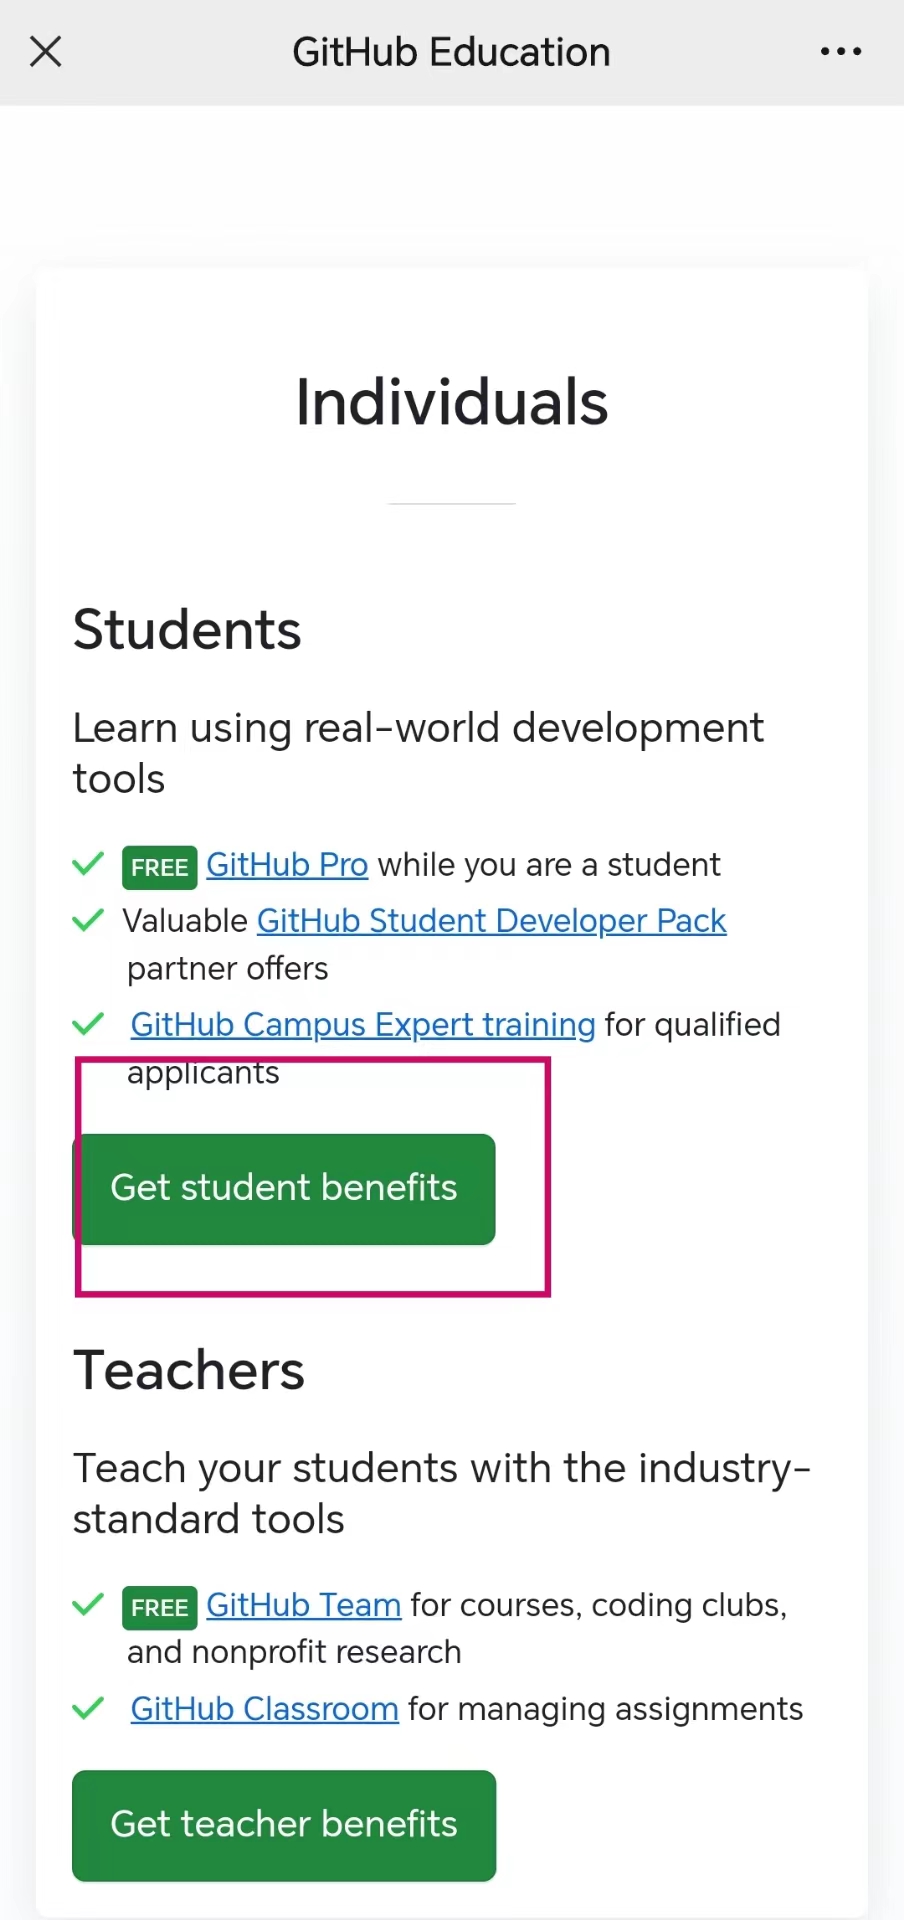 GitHub Education
Individuals
Students
Learn using real-world development
tools
FREE GitHub Pro while you are a student
Valuable GitHub Student Developer Pack
partner offers
GitHub Campus Expert training for qualified
applicants
Get student benefits
Teachers
Teach your students with the industry-
standard tools
FREE GitHub Team for courses, coding clubs,
and nonprofit research
GitHub Classroom for managing assignments
Get teacher benefits